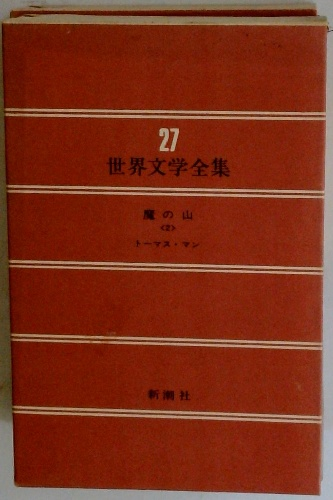 27
世界文学全集
魔の山
〈2〉
トーマス・マン
新潮社